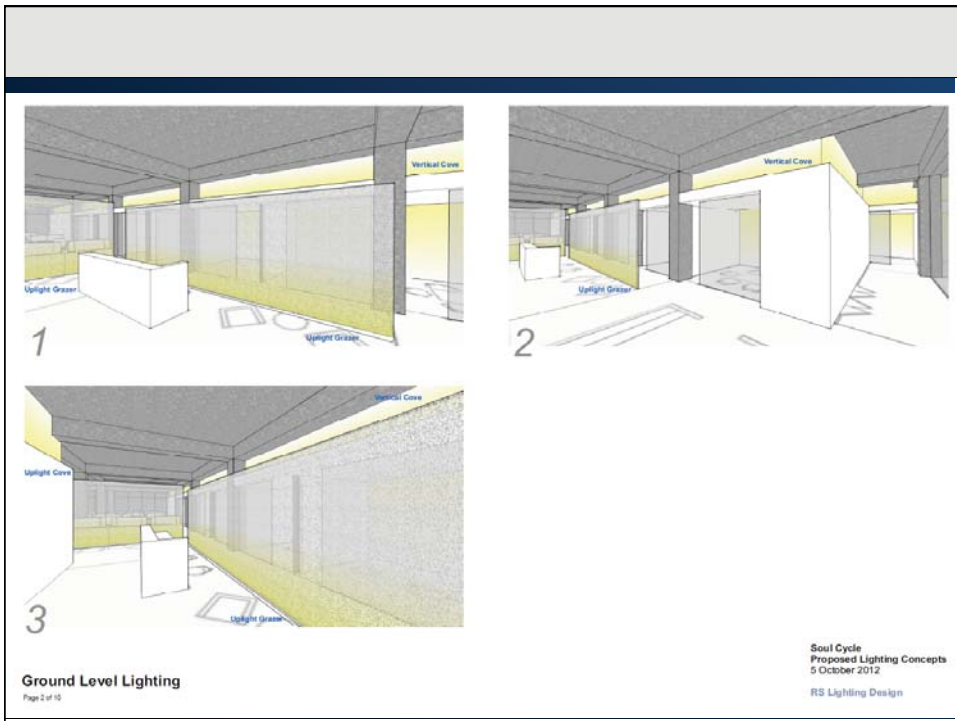 Vertical Cove
Uplight Grazer
Uplight Grazer
1
Vertical Cove
Uplight Grazer
2
Vertical Cove
Uplight Cove
Uplight Grazer
3
Ground Level Lighting
Page 2 of 10
Soul Cycle
Proposed Lighting Concepts
5 October 2012
RS Lighting Design